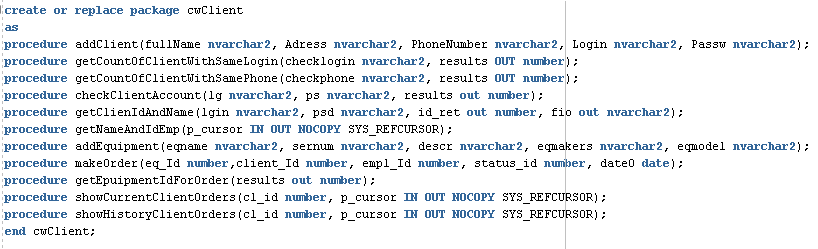 create or replace package cwClient
as
procedure addClient(fullName nvarchar2, Adress nvarchar2, PhoneNumber nvarchar2, Login nvarchar2, Passw nvarchar2);
procedure getCountOfClientWithSameLogin(checklogin nvarchar2, results OUT number);
procedure getCountOfClientWithSamePhone(checkphone nvarchar2, results OUT number);
procedure checkClientAccount(lg nvarchar2, ps nvarchar2, results out number);
procedure getClienIdAndName(lgin nvarchar2, psd nvarchar2, id_ret out number, fio out nvarchar2);
procedure getNameAndIdEmp(p_cursor IN OUT NOCOPY SYS_REFCURSOR);
procedure addEquipment(eqname nvarchar2, sernum nvarchar2, descr nvarchar2, eqmakers nvarchar2, eqmodel nvarchar2);
procedure makeOrder(eq_Id number,client_Id number, empl_Id number, status_id number, dateO date);
procedure getEpuipmentIdForOrder(results out number);
procedure showCurrentClientOrders(cl_id number, p_cursor IN OUT NOCOPY SYS_REFCURSOR);
procedure showHistoryClientOrders(cl_id number, p_cursor IN OUT NOCOPY SYS_REFCURSOR);
end cwClient;